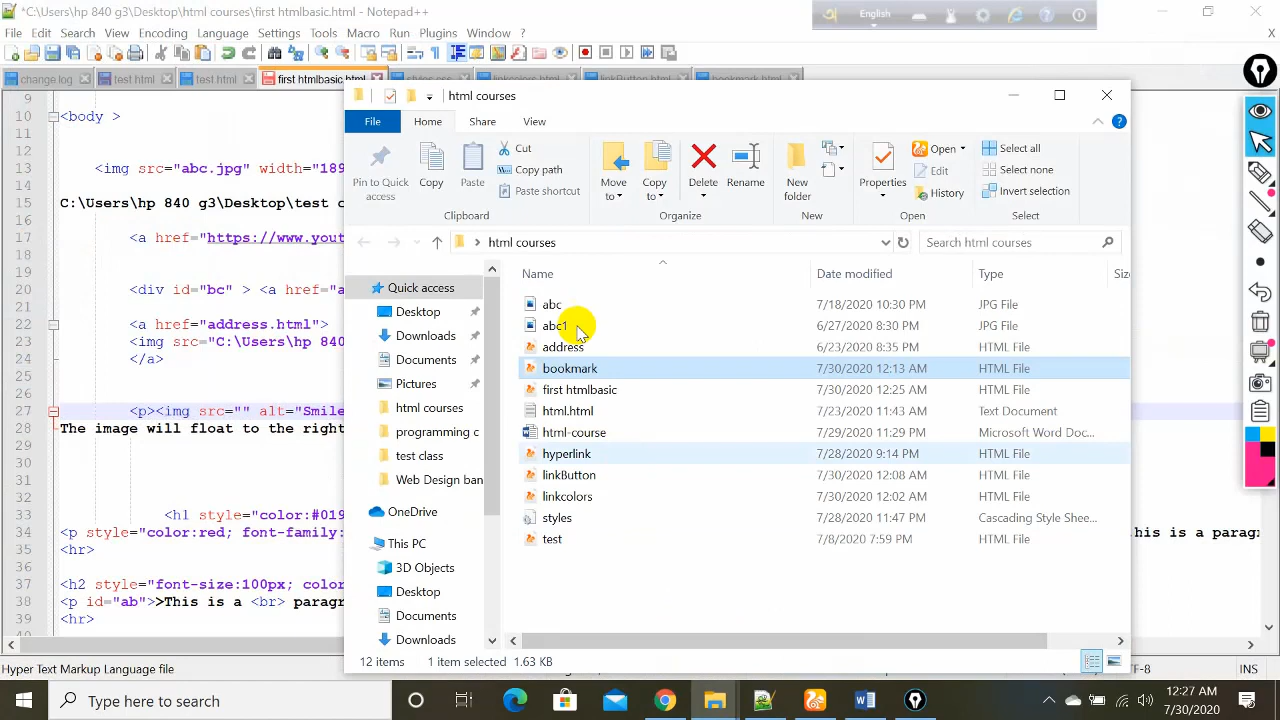 *C:\Users\hp 840 g3\Desktop\html courses\first htmlbasic.html - Notepad++
English
File Edit Search View Encoding Language Settings Tools Macro Run Plugins Window ?
X
change log test html test html first htmlbasic.html styles.css linkcolors.html linkButton.html bookmark.html
html courses
File Home Share View
Pin to Quick access
Copy
Paste
Cut
Copy path
Paste shortcut
Clipboard
Move to
Copy to
Delete
Rename
Organize
New folder
New
Properties
Open
Edit
History
Open
Select all
Select none
Invert selection
Select
html courses
Search html courses
Name Date modified Type Siz
Quick access
Desktop
Downloads
Documents
Pictures
html courses
programming c
test class
Web Design ban
OneDrive
This PC
3D Objects
Desktop
Documents
Downloads
abc 7/18/2020 10:30 PM JPG File
abc1 6/27/2020 8:30 PM JPG File
address 6/23/2020 8:35 PM HTML File
bookmark 7/30/2020 12:13 AM HTML File
first htmlbasic 7/30/2020 12:25 AM HTML File
html.html 7/23/2020 11:43 AM Text Document
html-course 7/29/2020 11:29 PM Microsoft Word Doc...
hyperlink 7/28/2020 9:14 PM HTML File
linkButton 7/30/2020 12:08 AM HTML File
linkcolors 7/30/2020 12:02 AM HTML File
styles 7/28/2020 11:47 PM Cascading Style Shee...
test 7/8/2020 7:59 PM HTML File
12 items 1 item selected 1.63 KB
9
10 <body >
11
12
13 <img src="abc.jpg" width="189
14
15 C:\Users\hp 840 g3\Desktop\test c
16
17 <a href="https://www.yout
18
19
20 <div id="bc" > <a href="a
21
22 <a href="address.html">
23 <img src="C:\Users\hp 840
24 </a>
25
26
27 <p><img src="" alt="Smile
28 The image will float to the right
29
30
31
32
33 <h1 style="color:#019
34 <p style="color:red; font-family: his is a paragr
35 <hr>
36
37 <h2 style="font-size:100px; colo
38 <p id="ab">>This is a <br> paragr
39 <hr>
Hyper Text Markup Language file
F-8 INS
Type here to search
12:27 AM
7/30/2020